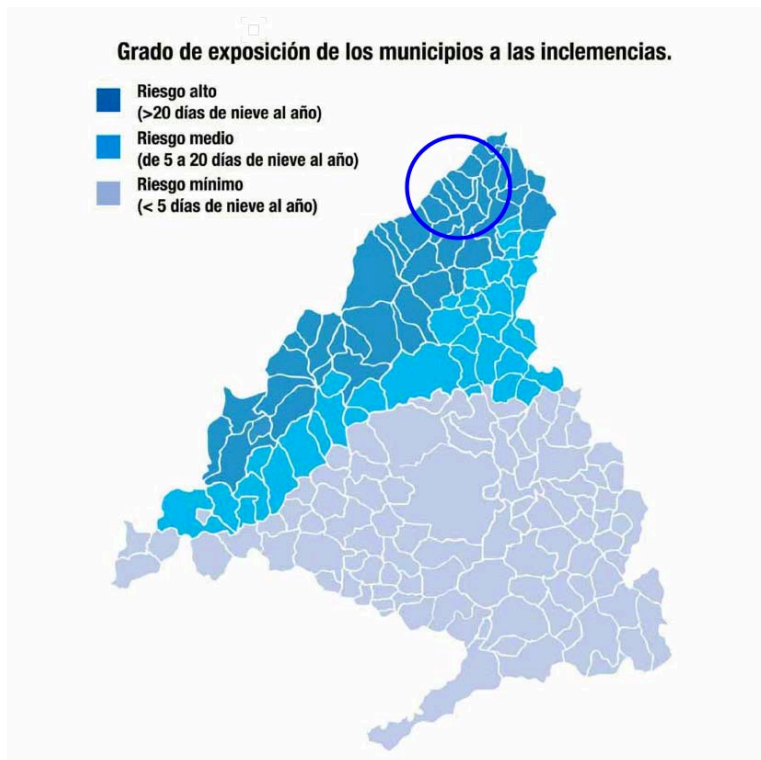 Grado de exposición de los municipios a las inclemencias.
Riesgo alto
(>20 días de nieve al año)
Riesgo medio
(de 5 a 20 días de nieve al año)
Riesgo mínimo
(< 5 días de nieve al año)